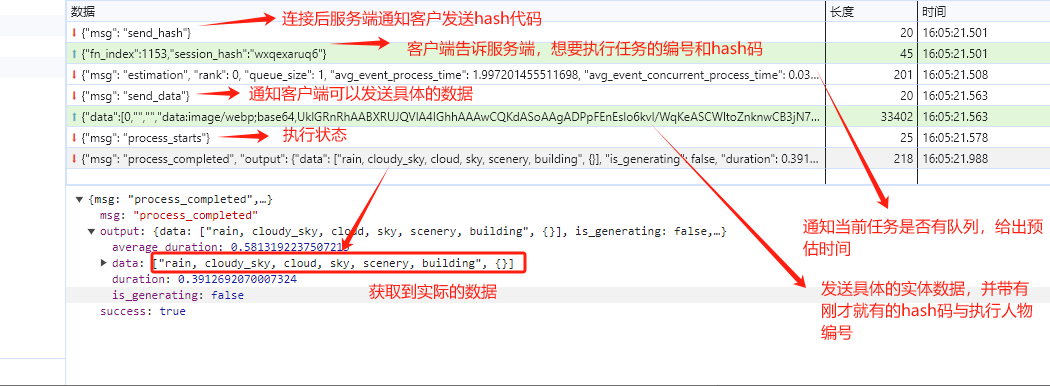 数据 长度 时间
连接后服务端通知客户发送hash代码
{"msg": "send_hash"} 20 16:05:21.501
客户端告诉服务端，想要执行任务的编号和hash码
{"fn_index":1153,"session_hash":"wxqexaruq6"} 45 16:05:21.501
{"msg": "estimation", "rank": 0, "queue_size": 1, "avg_event_process_time": 1.997201455511698, "avg_event_concurrent_process_time": 0.03... 201 16:05:21.508
{"msg": "send_data"} 20 16:05:21.563
通知客户端可以发送具体的数据
{"data":[0,"","","data:image/webp;base64, 33402 16:05:21.563
{"msg": "process_starts"} 25 16:05:21.578
执行状态
{"msg": "process_completed", "output": {"data": ["rain, cloudy_sky, cloud, sky, scenery, building", {}], "is_generating": false, "duration": 0.391... 218 16:05:21.988
{msg: "process_completed",…}
msg: "process_completed"
output: {data: ["rain, cloudy_sky, cloud, sky, scenery, building", {}], is_generating: false,…}
average_duration:
data: ["rain, cloudy_sky, cloud, sky, scenery, building", {}]
duration: 0.3912692070007324
is_generating: false
success: true
获取到实际的数据
通知当前任务是否有队列，给出预
估时间
发送具体的实体数据，并带有
刚才就有的hash码与执行人物
编号